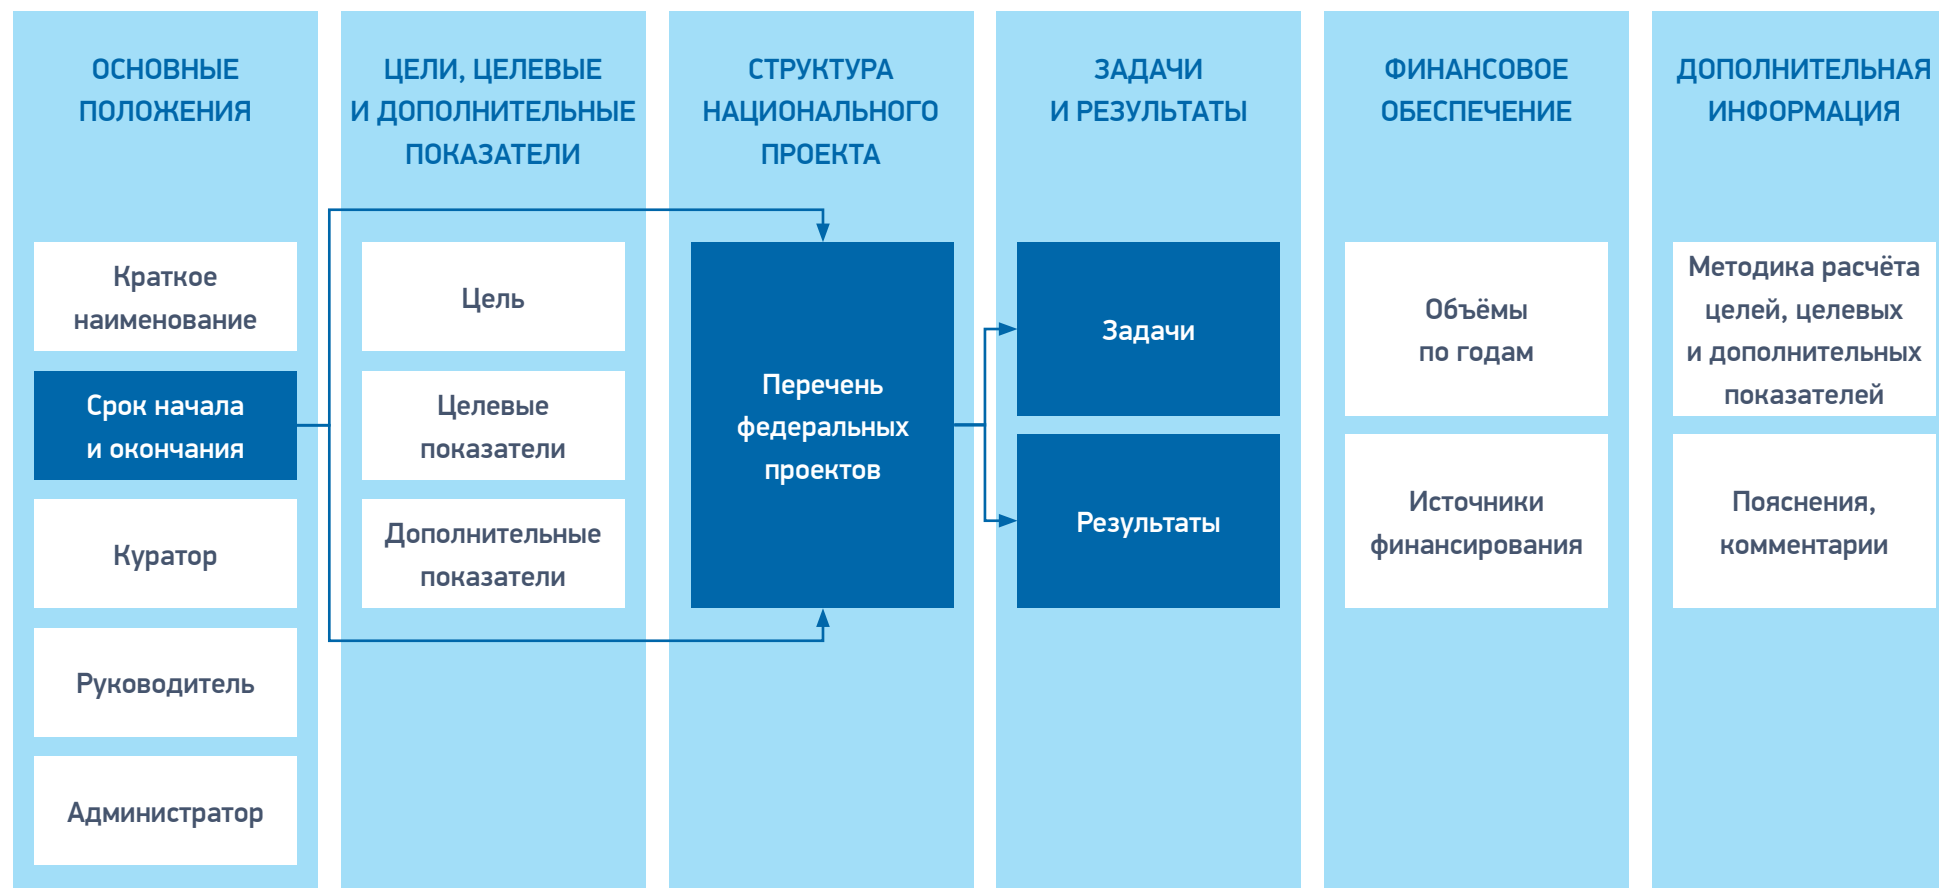 ОСНОВНЫЕ
ПОЛОЖЕНИЯ
Краткое
наименование
Срок начала
и окончания
Куратор
Руководитель
Администратор
ЦЕЛИ, ЦЕЛЕВЫЕ
И ДОПОЛНИТЕЛЬНЫЕ
ПОКАЗАТЕЛИ
Цель
Целевые
показатели
Дополнительные
показатели
СТРУКТУРА
НАЦИОНАЛЬНОГО
ПРОЕКТА
Перечень
федеральных
проектов
ЗАДАЧИ
И РЕЗУЛЬТАТЫ
Задачи
Результаты
ФИНАНСОВОЕ
ОБЕСПЕЧЕНИЕ
Объёмы
по годам
Источники
финансирования
ДОПОЛНИТЕЛЬНАЯ
ИНФОРМАЦИЯ
Методика расчёта
целей, целевых
и дополнительных
показателей
Пояснения,
комментарии